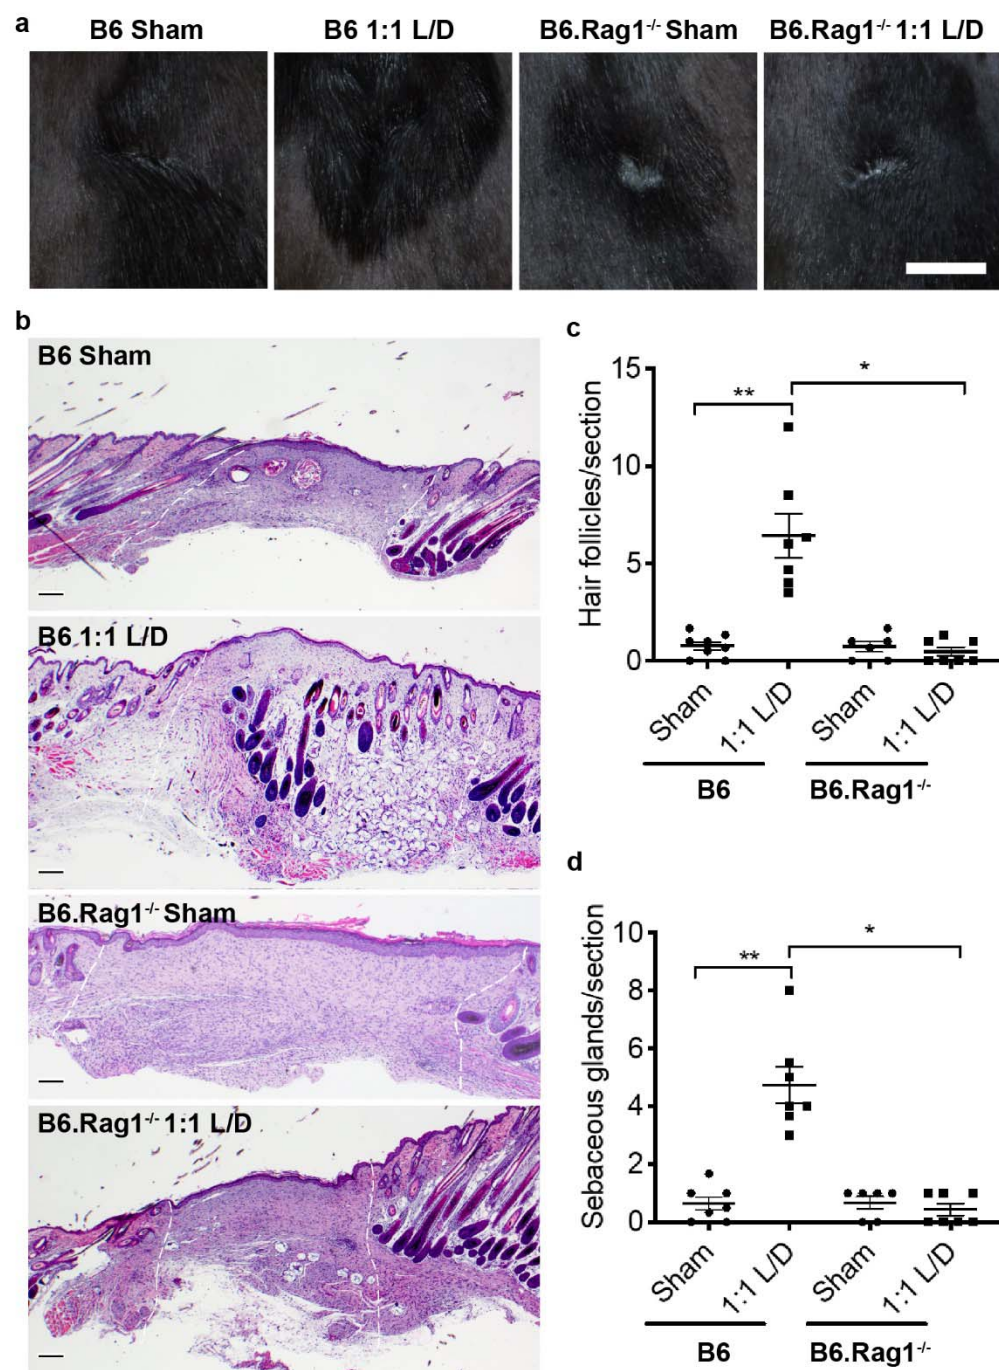 a
B6 Sham
B6 1:1 L/D
B6.Rag1-/- Sham
B6.Rag1-/- 1:1 L/D
b
B6 Sham
B6 1:1 L/D
B6.Rag1-/- Sham
B6.Rag1-/- 1:1 L/D
c
Hair follicles/section
15
10
5
0
**
*
Sham
1:1 L/D
Sham
1:1 L/D
B6
B6.Rag1-/-
d
Sebaceous glands/section
10
8
6
4
2
0
**
*
Sham
1:1 L/D
Sham
1:1 L/D
B6
B6.Rag1-/-